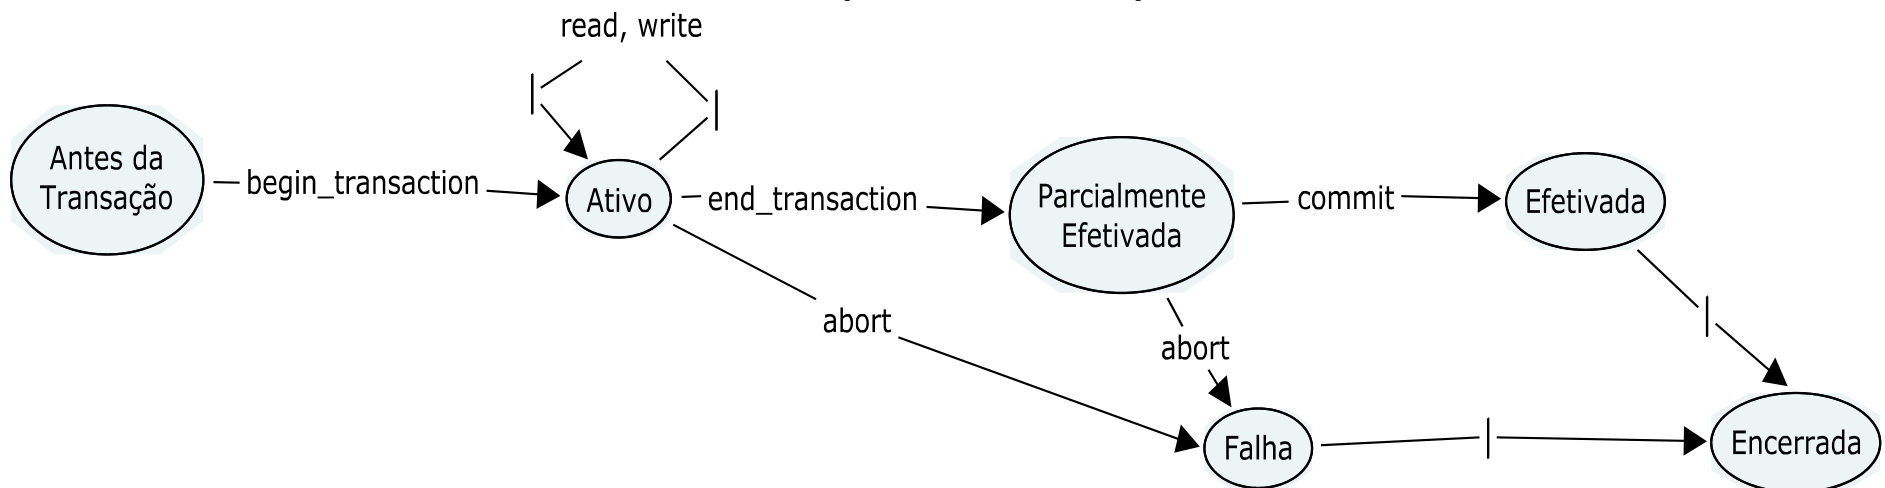 read, write
Antes da
Transação
begin_transaction
Ativo
end_transaction
Parcialmente
Efetivada
commit
Efetivada
abort
abort
Falha
Encerrada